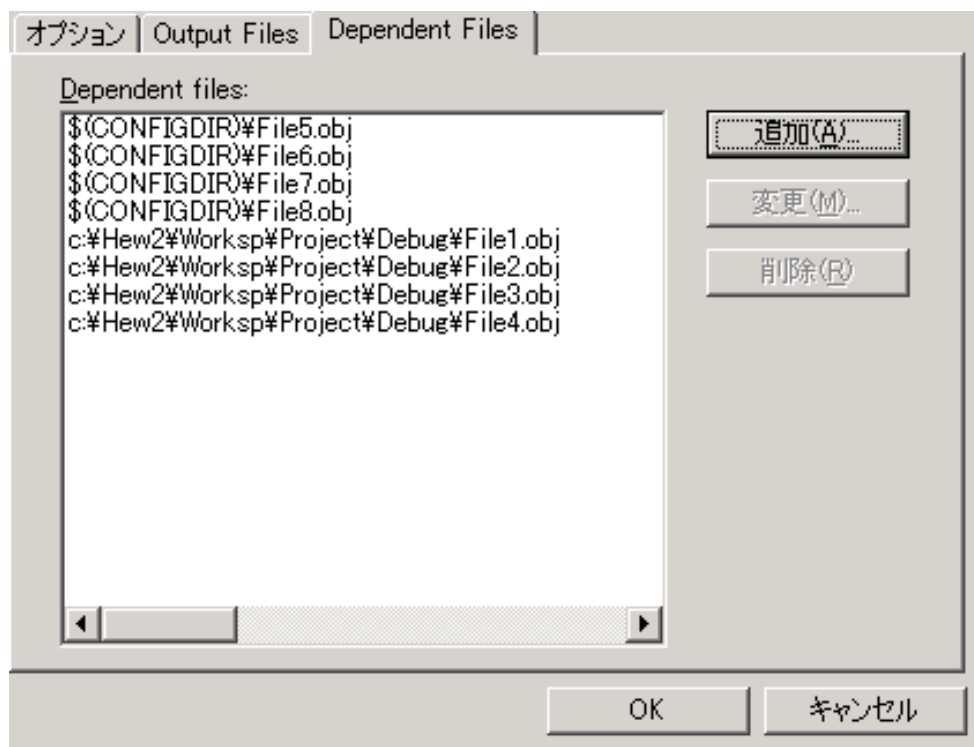 オプション Output Files Dependent Files
Dependent files:
$(CONFIGDIR)¥File5.obj
$(CONFIGDIR)¥File6.obj
$(CONFIGDIR)¥File7.obj
$(CONFIGDIR)¥File8.obj
c:¥Hew2¥Worksp¥Project¥Debug¥File1.obj
c:¥Hew2¥Worksp¥Project¥Debug¥File2.obj
c:¥Hew2¥Worksp¥Project¥Debug¥File3.obj
c:¥Hew2¥Worksp¥Project¥Debug¥File4.obj
追加(A)...
変更(M)...
削除(R)
OK キャンセル